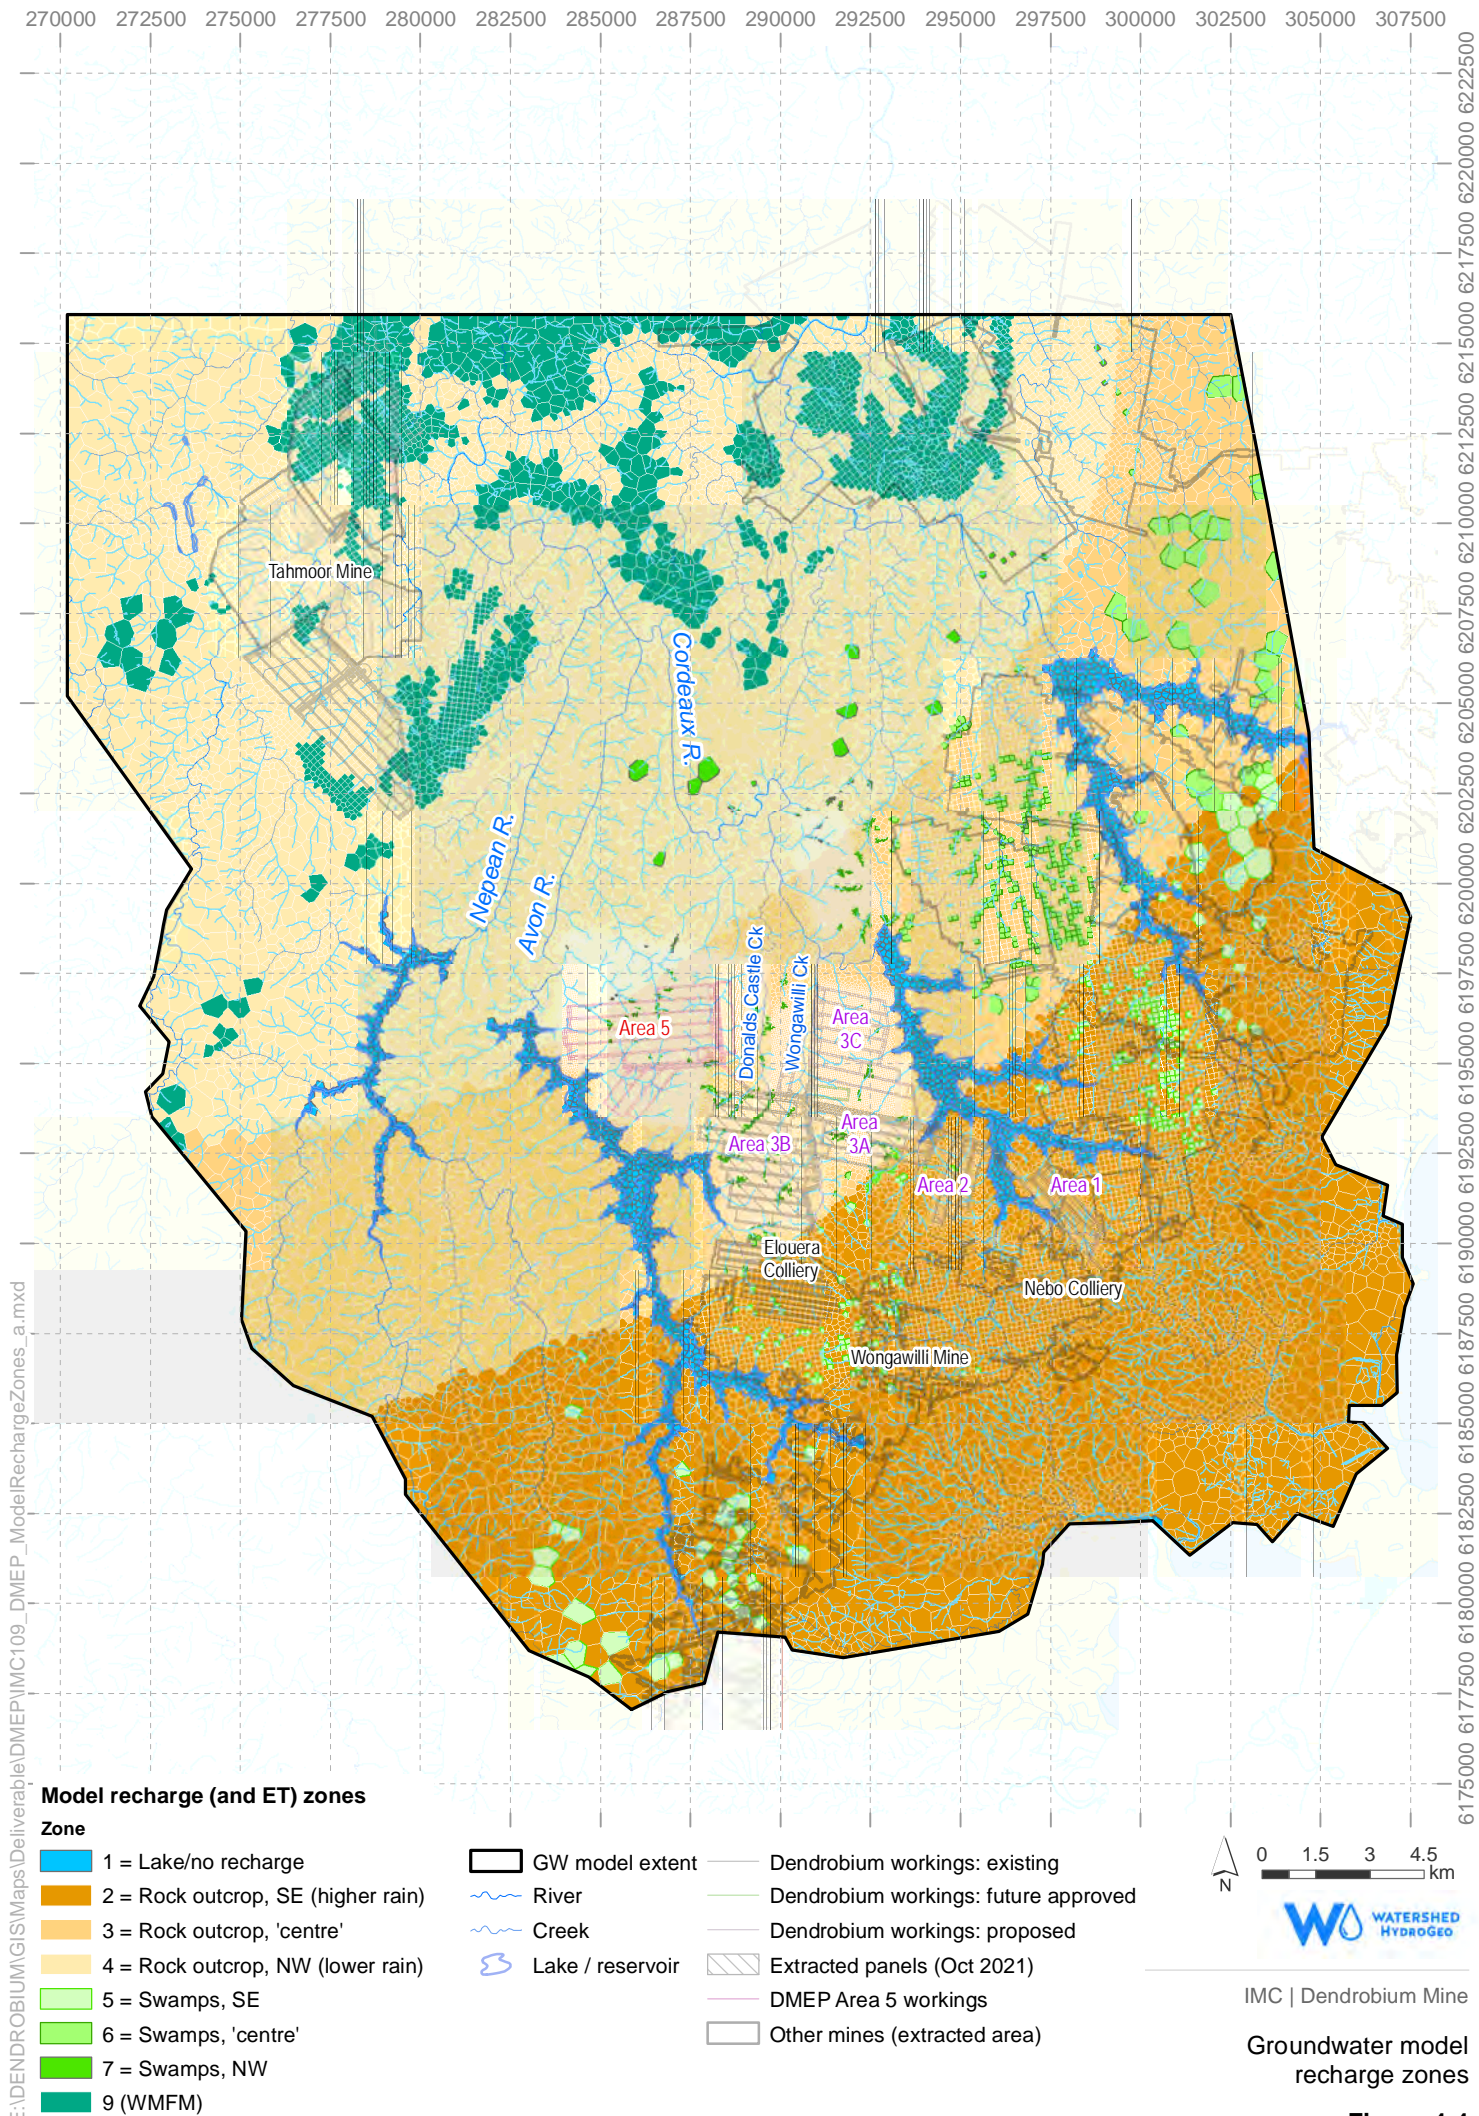 270000 272500 275000 277500 280000 282500 285000 287500 290000 292500 295000 297500 300000 302500 305000 307500
6222500
6220000
6217500
6215000
6212500
6210000
6207500
6205000
6202500
6200000
6197500
6195000
6192500
6190000
6187500
6185000
6182500
6180000
6177500
6175000
Tahmoor Mine
Cordeaux R.
Nepean R.
Avon R.
Donalds Castle Ck
Wongawilli Ck
Area 5
Area
3C
Area 3B
Area
3A
Area 2
Area 1
Elouera
Colliery
Nebo Colliery
Wongawilli Mine
E:\DENDROBIUM\GIS\Maps\Deliverable\DMEP\IMC109_DMEP_ModelRechargeZones_a.mxd
Model recharge (and ET) zones
Zone
1 = Lake/no recharge
2 = Rock outcrop, SE (higher rain)
3 = Rock outcrop, 'centre'
4 = Rock outcrop, NW (lower rain)
5 = Swamps, SE
6 = Swamps, 'centre'
7 = Swamps, NW
9 (WMFM)
GW model extent
River
Creek
Lake / reservoir
Dendrobium workings: existing
Dendrobium workings: future approved
Dendrobium workings: proposed
Extracted panels (Oct 2021)
DMEP Area 5 workings
Other mines (extracted area)
N
0 1.5 3 4.5
km
WATERSHED
HYDROGEO
IMC | Dendrobium Mine
Groundwater model
recharge zones